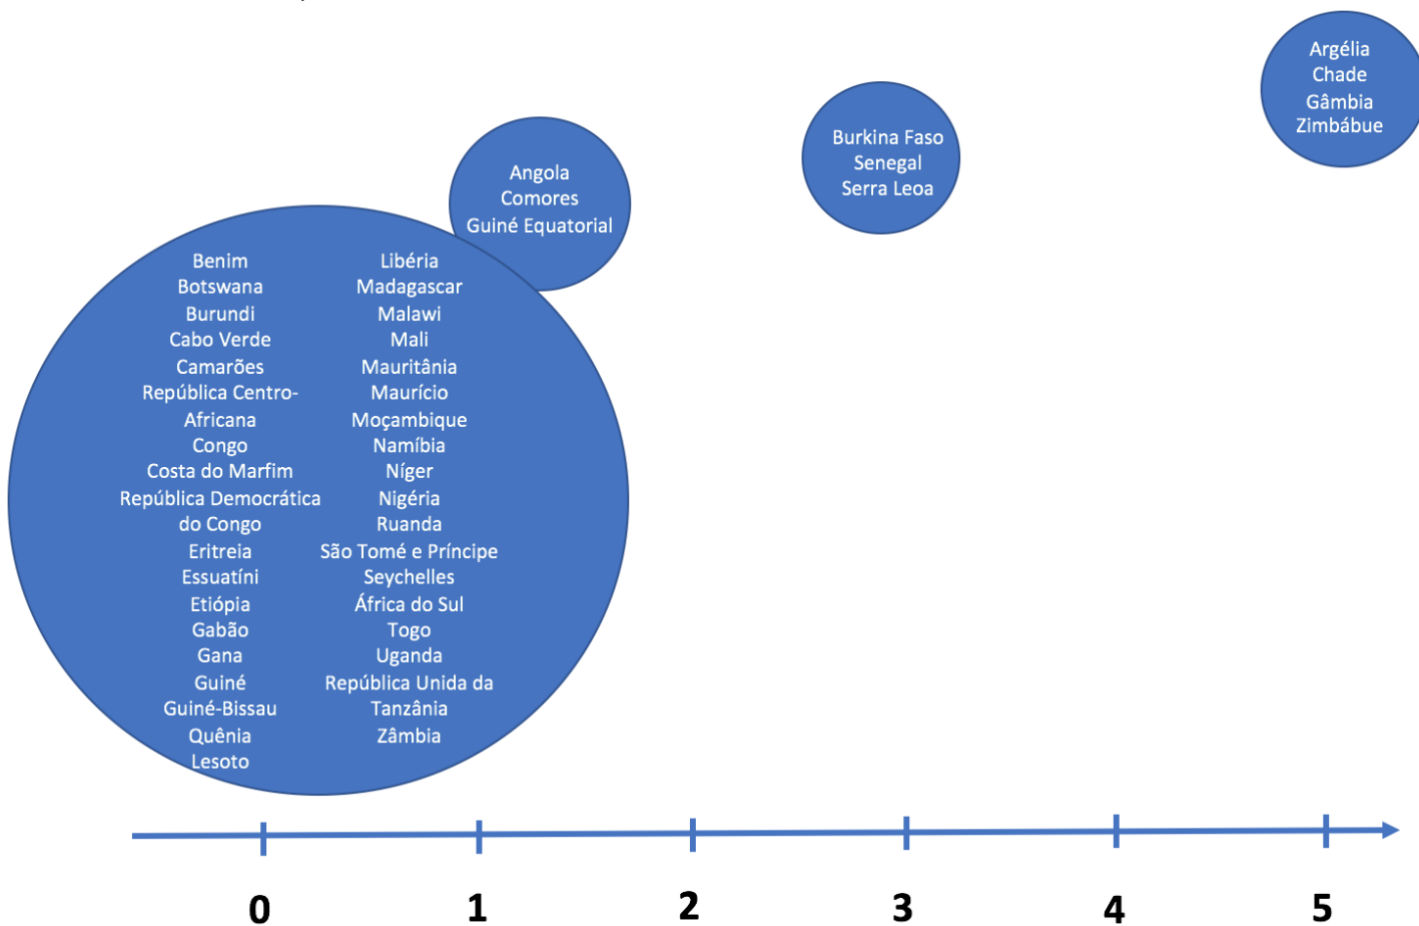 Argélia
Chade
Gâmbia
Zimbábue
Burkina Faso
Senegal
Serra Leoa
Angola
Comores
Guiné Equatorial
Benim
Botswana
Burundi
Cabo Verde
Camarões
República Centro-
Africana
Congo
Costa do Marfim
República Democrática
do Congo
Eritreia
Essuatíni
Etiópia
Gabão
Gana
Guiné
Guiné-Bissau
Quênia
Lesoto
Libéria
Madagascar
Malawi
Mali
Mauritânia
Maurício
Moçambique
Namíbia
Níger
Nigéria
Ruanda
São Tomé e Príncipe
Seychelles
África do Sul
Togo
Uganda
República Unida da
Tanzânia
Zâmbia
0 1 2 3 4 5